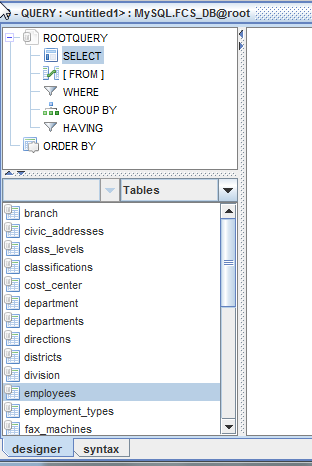 - QUERY : <untitled1> : MySQL.FCS_DB@root
ROOTQUERY
SELECT
[ FROM ]
WHERE
GROUP BY
HAVING
ORDER BY
Tables
branch
civic_addresses
class_levels
classifications
cost_center
department
departments
directions
districts
division
employees
employment_types
fax_machines
designer syntax